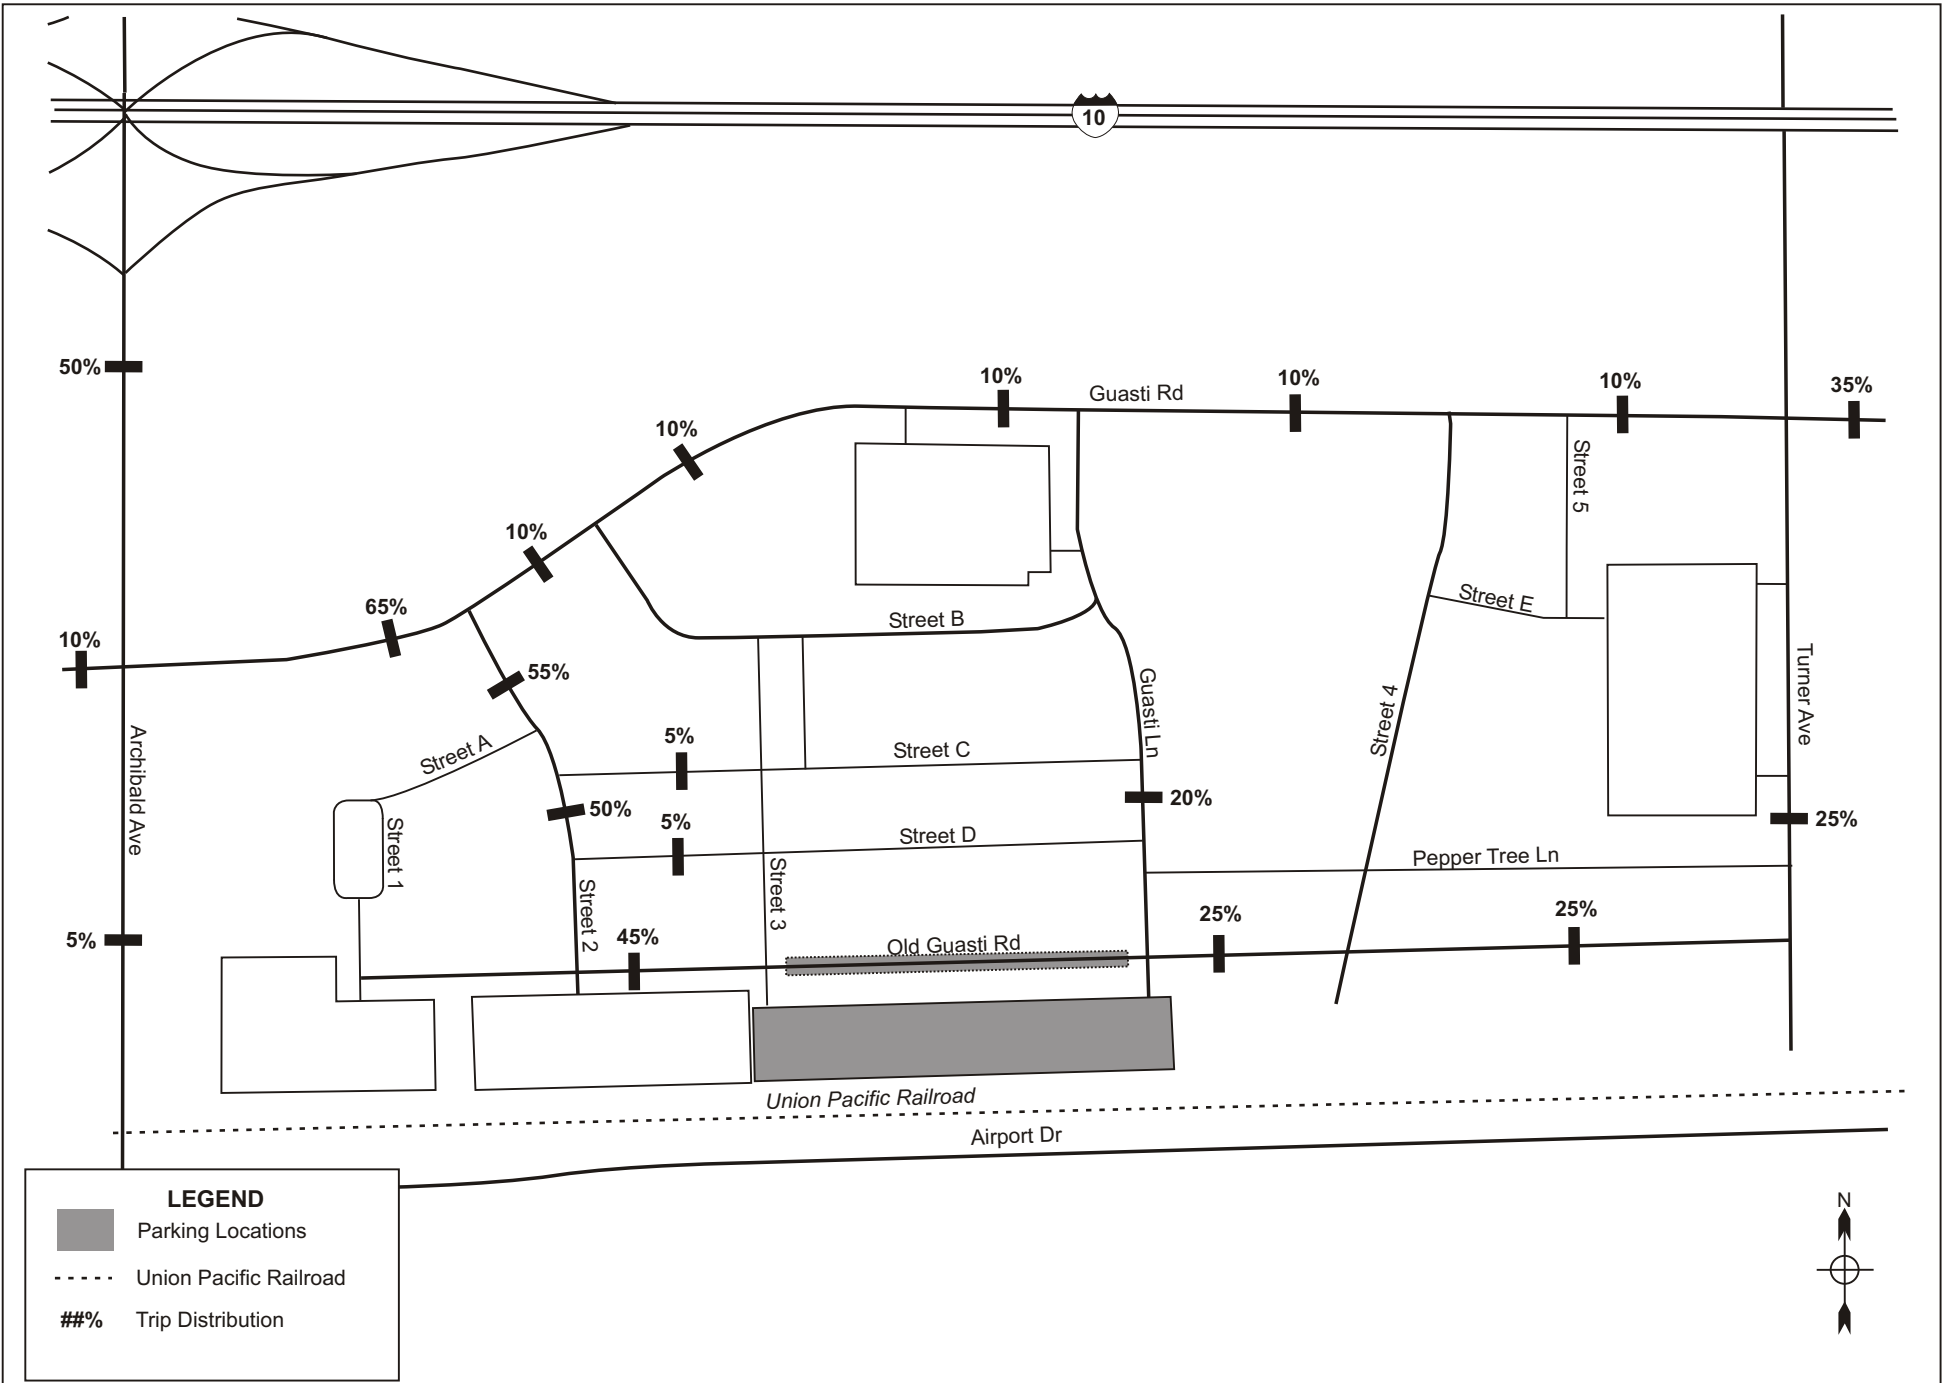 10
50%
10%
Guasti Rd
10%
10%
35%
10%
10%
Street 5
65%
10%
Street E
Street B
55%
Guasti Ln
Turner Ave
Archibald Ave
Street A
5%
Street C
Street 4
20%
50%
5%
Street D
25%
Street 1
Pepper Tree Ln
Street 3
Street 2
5%
45%
Old Guasti Rd
25%
25%
Union Pacific Railroad
Airport Dr
LEGEND
Parking Locations
Union Pacific Railroad
##% Trip Distribution
N